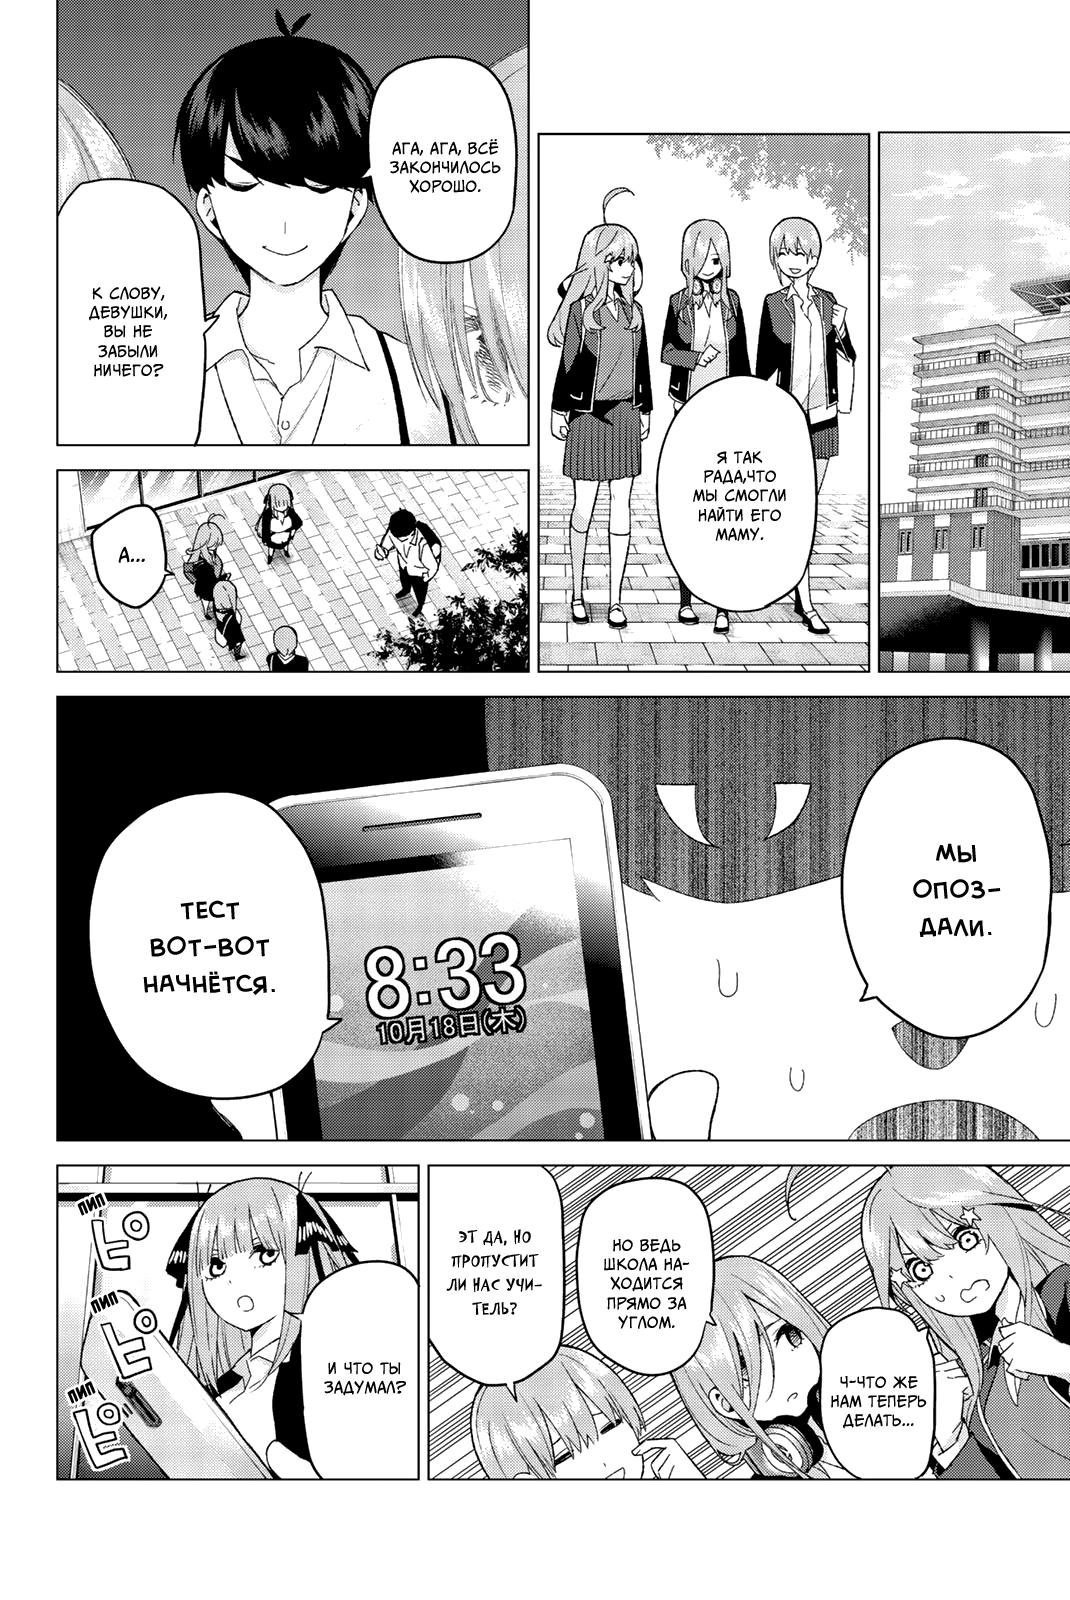 Я ТАК
РАДА,ЧТО
МЫ СМОГЛИ
НАЙТИ ЕГО
МАМУ.
АГА, АГА, ВСЁ
ЗАКОНЧИЛОСЬ
ХОРОШО.
К СЛОВУ,
ДЕВУШКИ,
ВЫ НЕ
ЗАБЫЛИ
НИЧЕГО?
А...
МЫ
ОПОЗ-
ДАЛИ.
8:33
10月18日(木)
ТЕСТ
ВОТ-ВОТ
НАЧНЁТСЯ.
Ч-ЧТО ЖЕ
НАМ ТЕПЕРЬ
ДЕЛАТЬ...
НО ВЕДЬ
ШКОЛА НА-
ХОДИТСЯ
ПРЯМО ЗА
УГЛОМ.
ЭТ ДА, НО
ПРОПУСТИТ
ЛИ НАС УЧИ-
ТЕЛЬ?
И ЧТО ТЫ
ЗАДУМАЛ?
ПИП
ピ
ПИП
ピ
ПИП
ピ